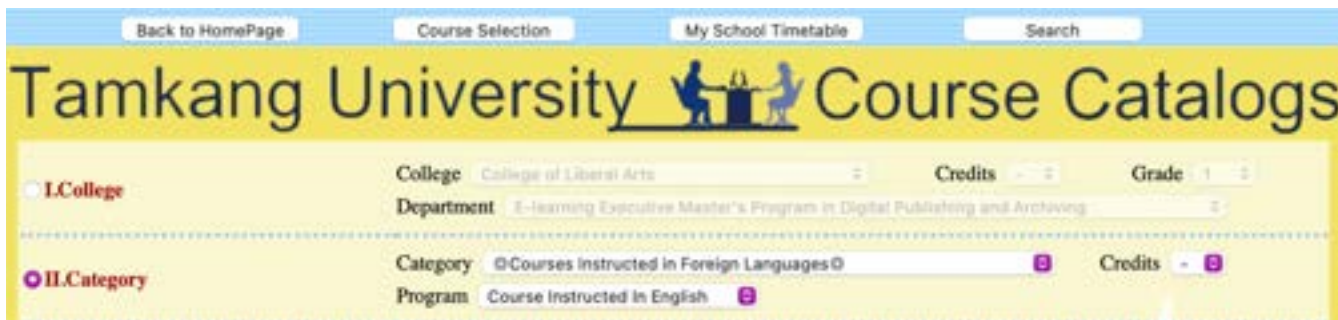 Back to HomePage Course Selection My School Timetable Search
Tamkang University Course Catalogs
I.College
College College of Liberal Arts Credits - Grade 1
Department E-learning Executive Master's Program in Digital Publishing and Archiving
II.Category
Category ◎Courses Instructed in Foreign Languages◎ Credits -
Program Course Instructed In English